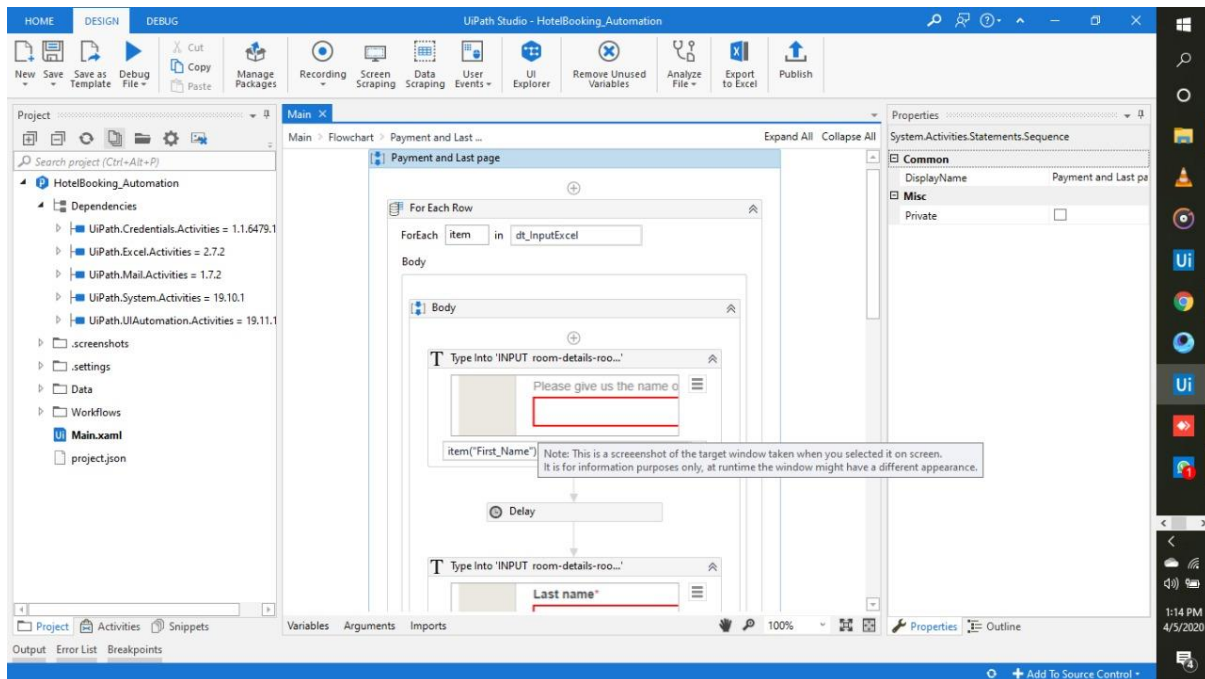 HOME DESIGN DEBUG
UiPath Studio - HotelBooking_Automation
New Save Save as Template Debug File Cut Copy Paste Manage Packages Recording Screen Scraping Data Scraping User Events UI Explorer Remove Unused Variables Analyze File Export to Excel Publish
Project
Search project (Ctrl+Alt+P)
HotelBooking_Automation
Dependencies
UiPath.Credentials.Activities = 1.1.6479.1
UiPath.Excel.Activities = 2.7.2
UiPath.Mail.Activities = 1.7.2
UiPath.System.Activities = 19.10.1
UiPath.UIAutomation.Activities = 19.11.1
.screenshots
.settings
Data
Workflows
Main.xaml
project.json
Project Activities Snippets
Output Error List Breakpoints
Main
Main > Flowchart > Payment and Last ...
Expand All Collapse All
Payment and Last page
For Each Row
ForEach item in dt_InputExcel
Body
Body
Type Into 'INPUT room-details-roo...'
Please give us the name o
item("First_Name")
Note: This is a screeenshot of the target window taken when you selected it on screen.
It is for information purposes only, at runtime the window might have a different appearance.
Delay
Type Into 'INPUT room-details-roo...'
Last name*
Variables Arguments Imports
100%
Properties
System.Activities.Statements.Sequence
Common
DisplayName Payment and Last pa
Misc
Private
Properties Outline
Add To Source Control
Ui
Ui
1
1:14 PM
4/5/2020
4